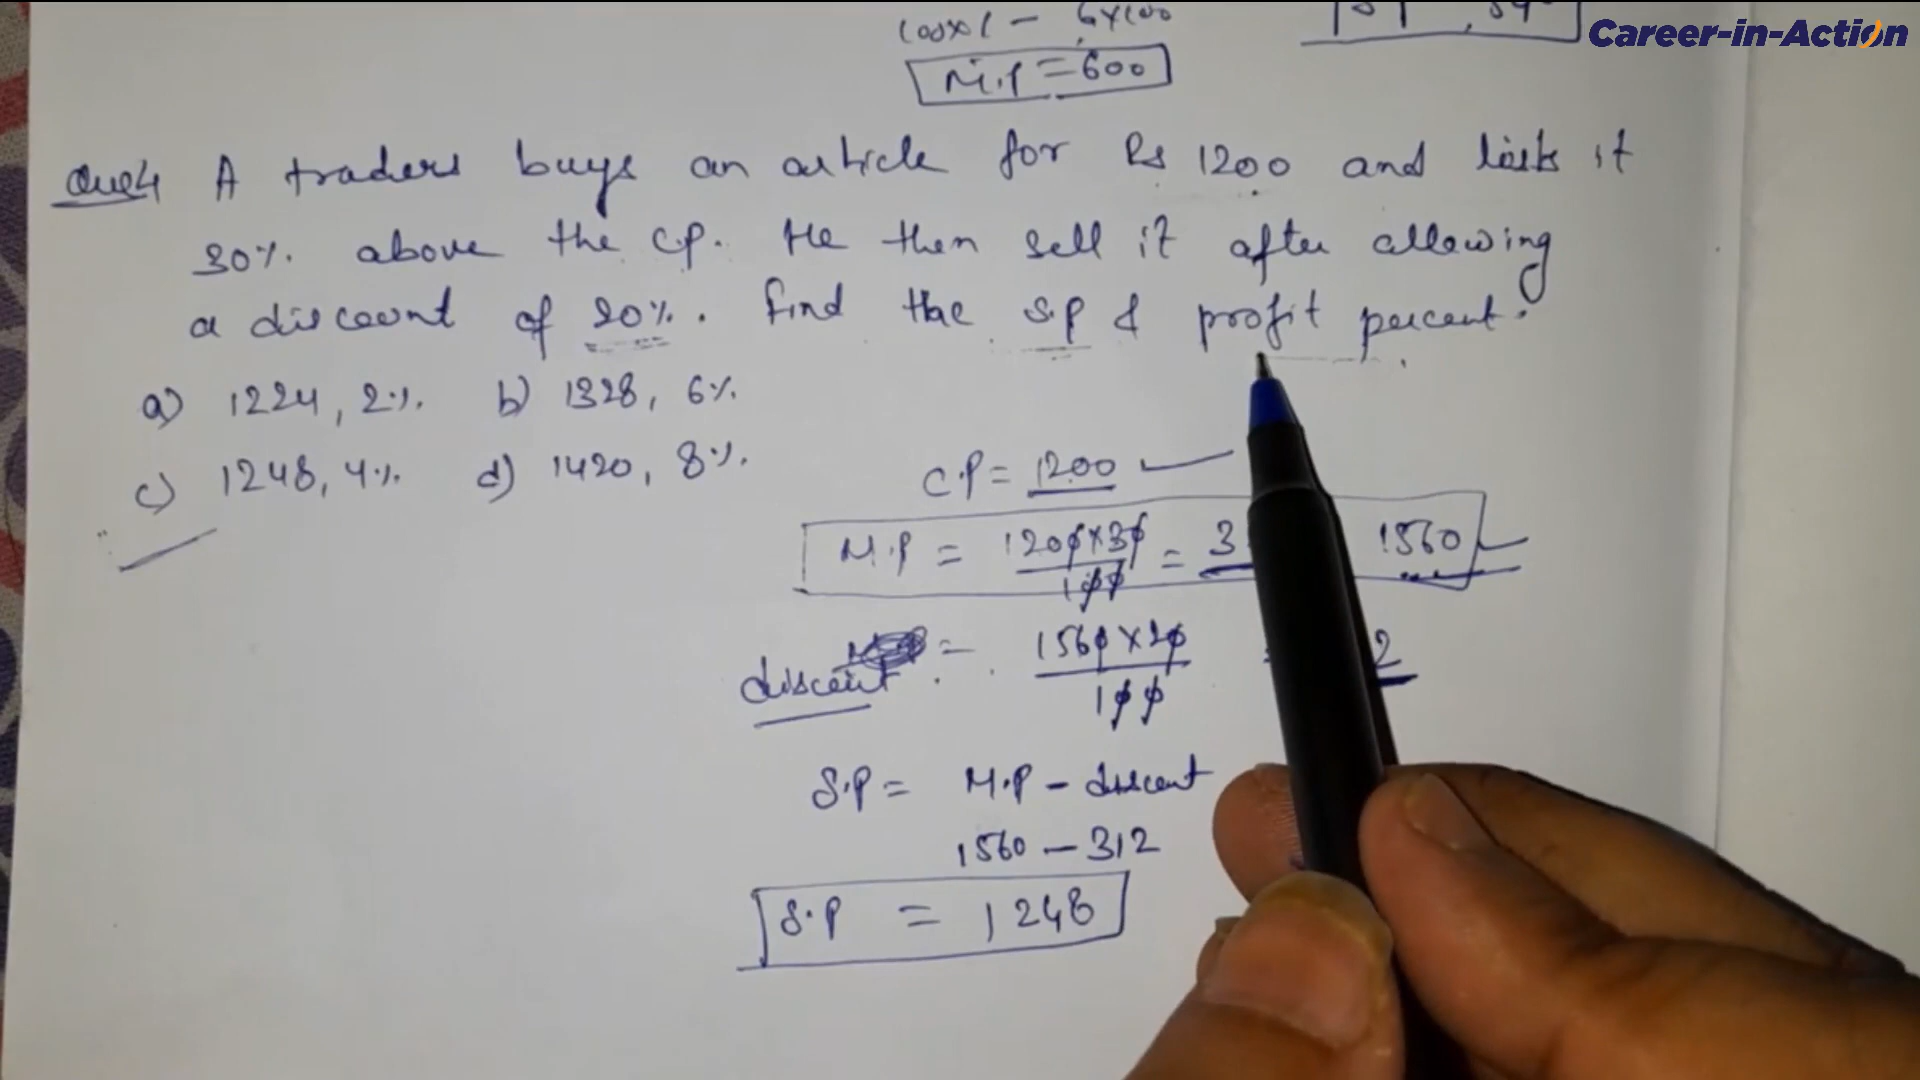 Career-in-Action
M.P = 600
Que4 A traders buys an article for Rs 1200 and lists it
30% above the C.P. He then sell it after allowing
a discount of 20%. Find the S.P & profit percent.
a) 1224, 2%. b) 1328, 6%.
c) 1248, 4%. d) 1420, 8%.
C.P = 1200
M.P = 1200×30 = 3 1560
100
discount = 1560×20 2
100
S.P = M.P - discount
1560 - 312
S.P = 1248